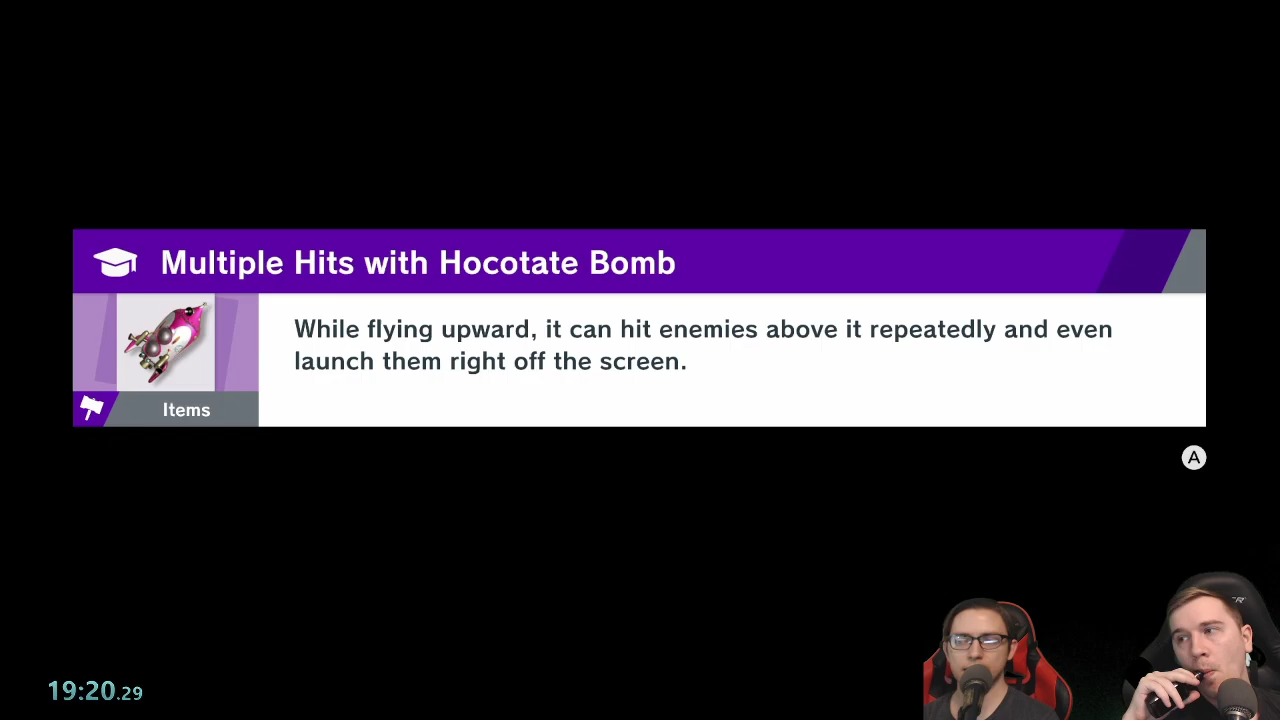 Multiple Hits with Hocotate Bomb
While flying upward, it can hit enemies above it repeatedly and even
launch them right off the screen.
Items
A
19:20.29